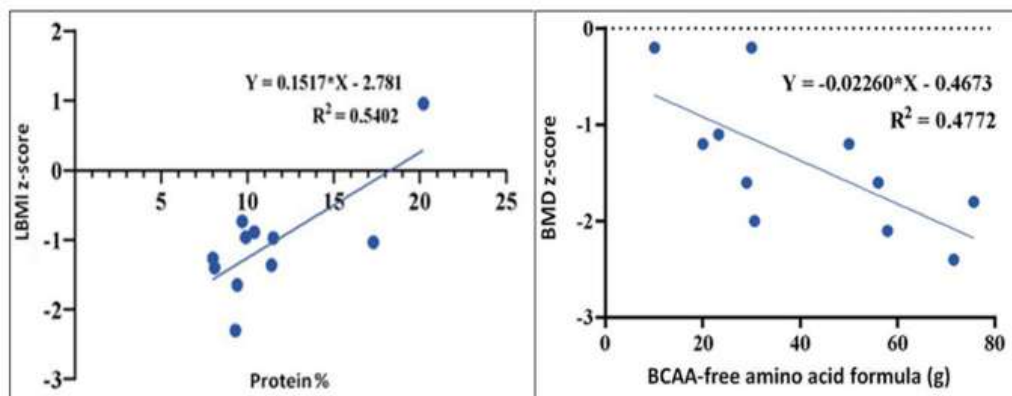 2
1
0
-1
-2
-3
5
10
15
20
25
Y = 0.1517*X - 2.781
R² = 0.5402
LBMI z-score
Protein %
0
-1
-2
-3
0
20
40
60
80
Y = -0.02260*X - 0.4673
R² = 0.4772
BMD z-score
BCAA-free amino acid formula (g)